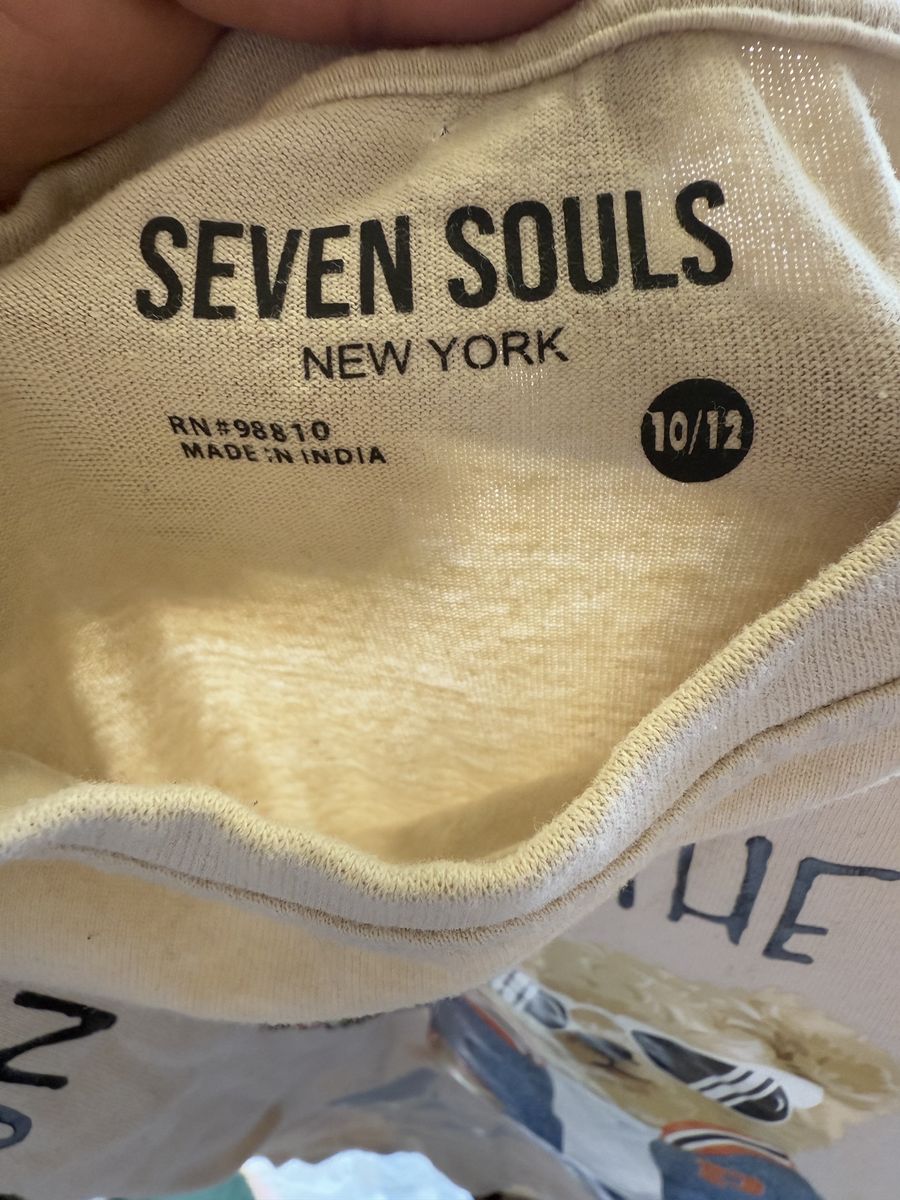 SEVEN SOULS
NEW YORK
RN#98810
MADE IN INDIA
10/12